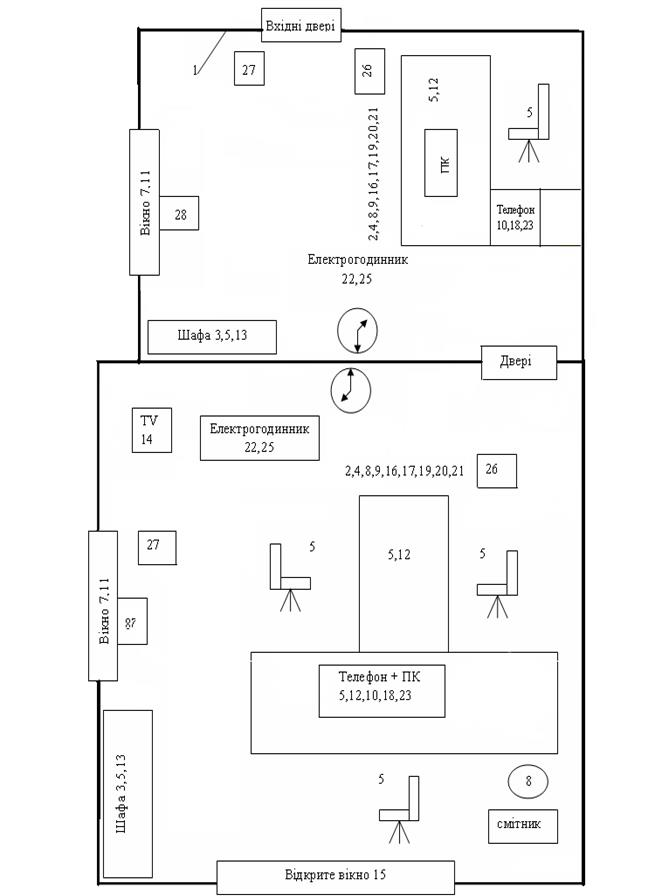 Вхідні двері
1
27
26
5,12
5
ПК
Вікно 7,11
28
2,4,8,9,16,17,19,20,21
Телефон
10,18,23
Електрогодинник
22,25
Шафа 3,5,13
Двері
TV
14
Електрогодинник
22,25
2,4,8,9,16,17,19,20,21
26
27
5
5,12
5
Вікно 7,11
Телефон + ПК
5,12,10,18,23
Шафа 3,5,13
5
8
смітник
Відкрите вікно 15